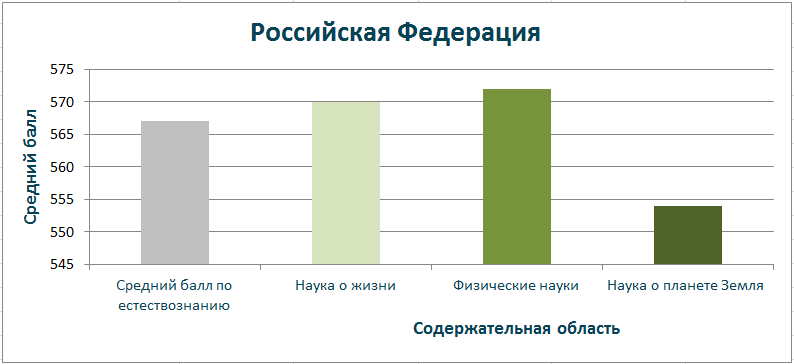 Российская Федерация
Средний балл
575
570
565
560
555
550
545
Средний балл по
естествознанию
Наука о жизни
Физические науки
Наука о планете Земля
Содержательная область